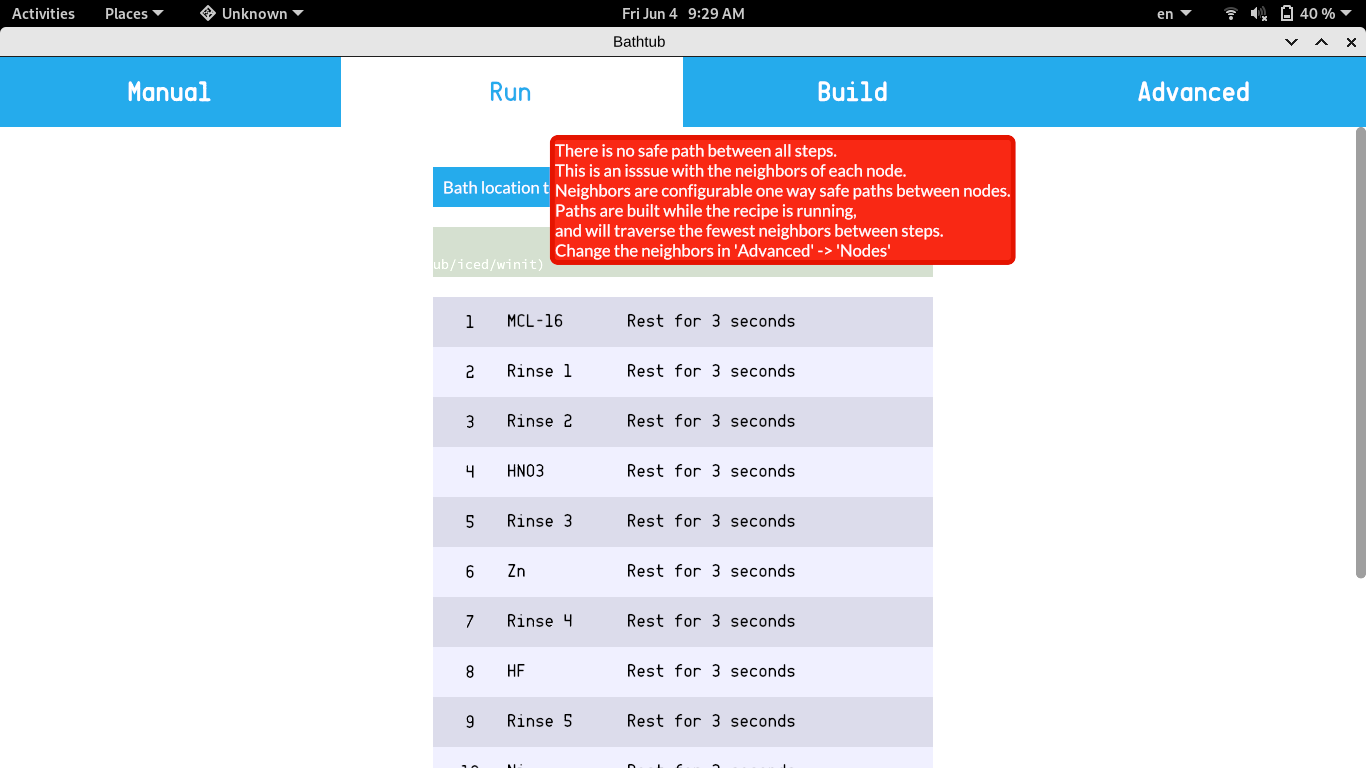 Activities Places Unknown Fri Jun 4 9:29 AM en 40 %
Bathtub
Manual Run Build Advanced
There is no safe path between all steps.
This is an isssue with the neighbors of each node.
Bath location t
Neighbors are configurable one way safe paths between nodes.
Paths are built while the recipe is running,
and will traverse the fewest neighbors between steps.
Change the neighbors in 'Advanced' -> 'Nodes'
ub/iced/winit)
1 MCL-16 Rest for 3 seconds
2 Rinse 1 Rest for 3 seconds
3 Rinse 2 Rest for 3 seconds
4 HNO3 Rest for 3 seconds
5 Rinse 3 Rest for 3 seconds
6 Zn Rest for 3 seconds
7 Rinse 4 Rest for 3 seconds
8 HF Rest for 3 seconds
9 Rinse 5 Rest for 3 seconds